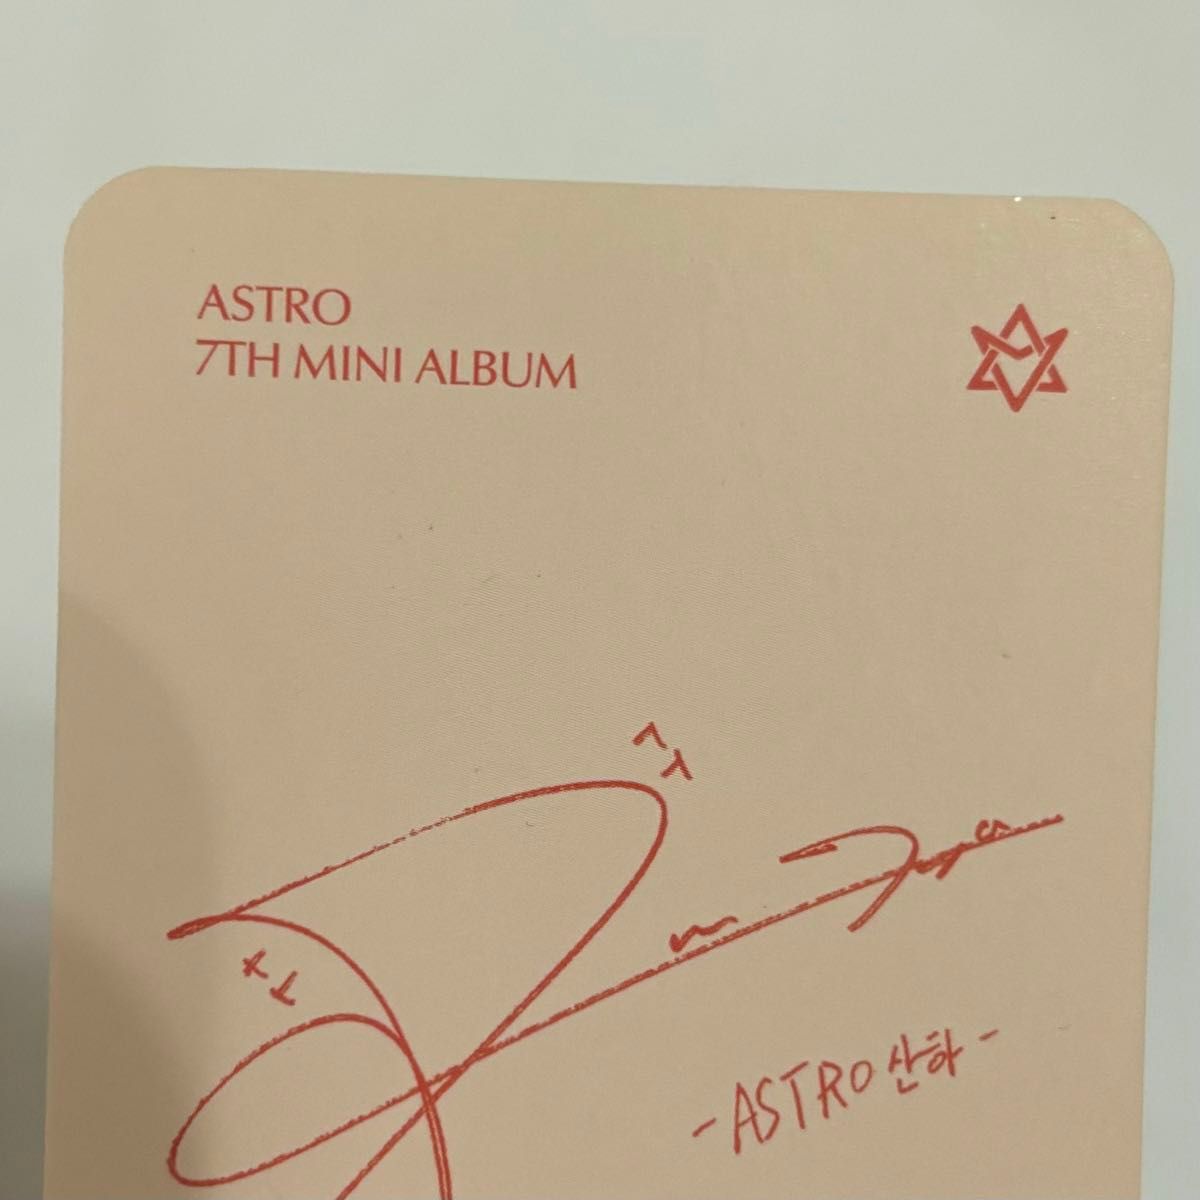 ASTRO
7TH MINI ALBUM
-ASTRO 산하-